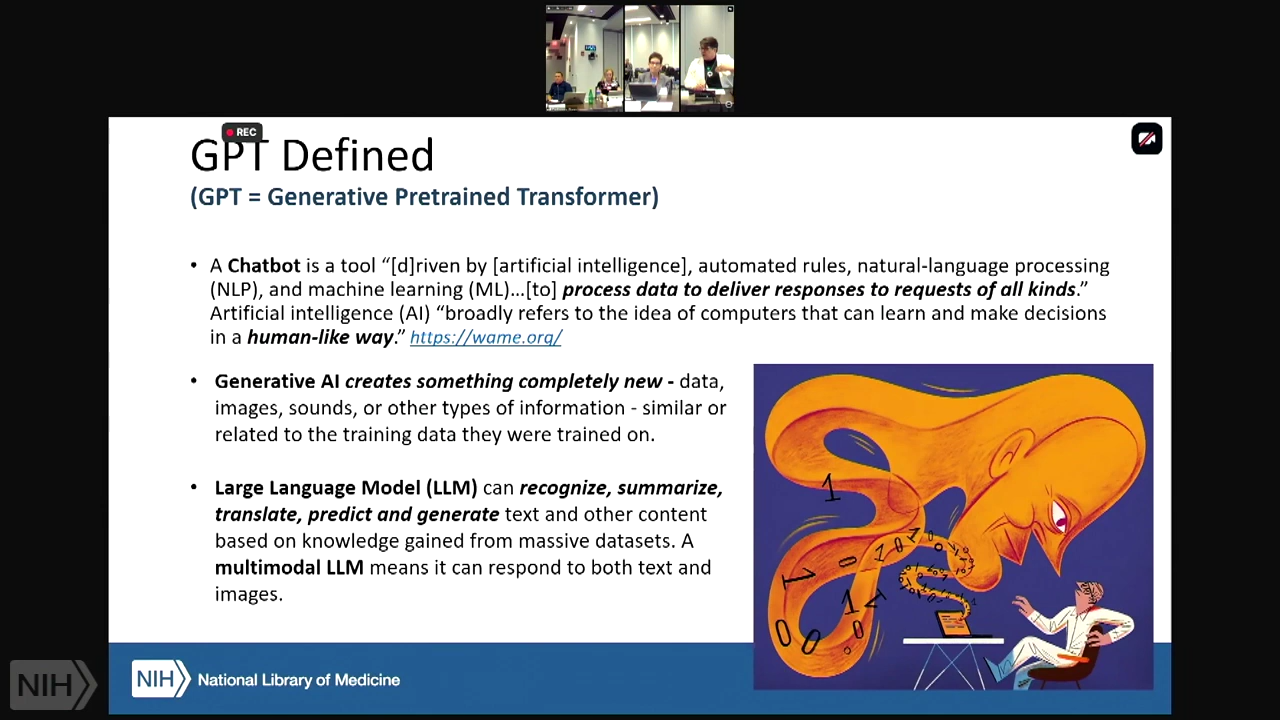 REC
GPT Defined
(GPT = Generative Pretrained Transformer)
• A Chatbot is a tool “[d]riven by [artificial intelligence], automated rules, natural-language processing
(NLP), and machine learning (ML)...[to] process data to deliver responses to requests of all kinds.”
Artificial intelligence (AI) “broadly refers to the idea of computers that can learn and make decisions
in a human-like way.” https://wame.org/
• Generative AI creates something completely new - data,
images, sounds, or other types of information - similar or
related to the training data they were trained on.
• Large Language Model (LLM) can recognize, summarize,
translate, predict and generate text and other content
based on knowledge gained from massive datasets. A
multimodal LLM means it can respond to both text and
images.
NIH National Library of Medicine
NIH